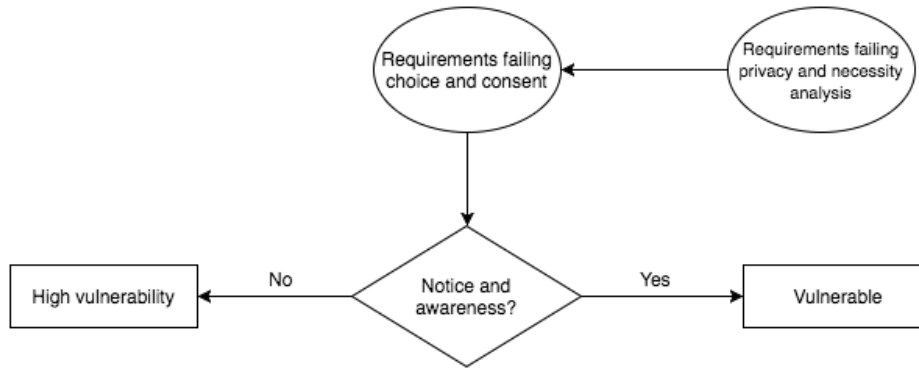 Requirements failing
choice and consent
Requirements failing
privacy and necessity
analysis
High vulnerability
No
Notice and
awareness?
Yes
Vulnerable